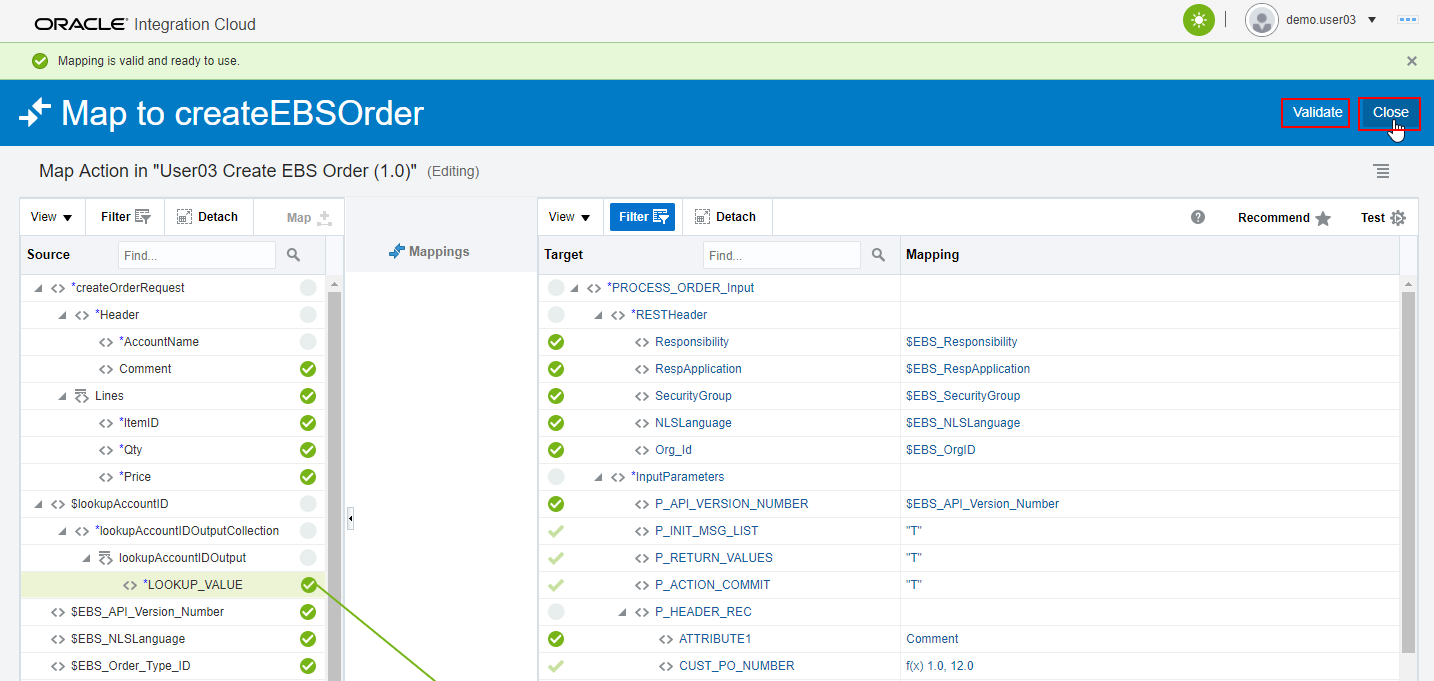 ORACLE® Integration Cloud
demo.user03
Mapping is valid and ready to use.
Map to createEBSOrder
Validate
Close
Map Action in "User03 Create EBS Order (1.0)" (Editing)
View Filter Detach Map
Source Find...
*createOrderRequest
*Header
*AccountName
Comment
Lines
*ItemID
*Qty
*Price
$lookupAccountID
*lookupAccountIDOutputCollection
lookupAccountIDOutput
*LOOKUP_VALUE
$EBS_API_Version_Number
$EBS_NLSLanguage
$EBS_Order_Type_ID
Mappings
View Filter Detach ? Recommend Test
Target Find... Mapping
*PROCESS_ORDER_Input
*RESTHeader
Responsibility $EBS_Responsibility
RespApplication $EBS_RespApplication
SecurityGroup $EBS_SecurityGroup
NLSLanguage $EBS_NLSLanguage
Org_Id $EBS_OrgID
*InputParameters
P_API_VERSION_NUMBER $EBS_API_Version_Number
P_INIT_MSG_LIST "T"
P_RETURN_VALUES "T"
P_ACTION_COMMIT "T"
P_HEADER_REC
ATTRIBUTE1 Comment
CUST_PO_NUMBER f(x) 1.0, 12.0